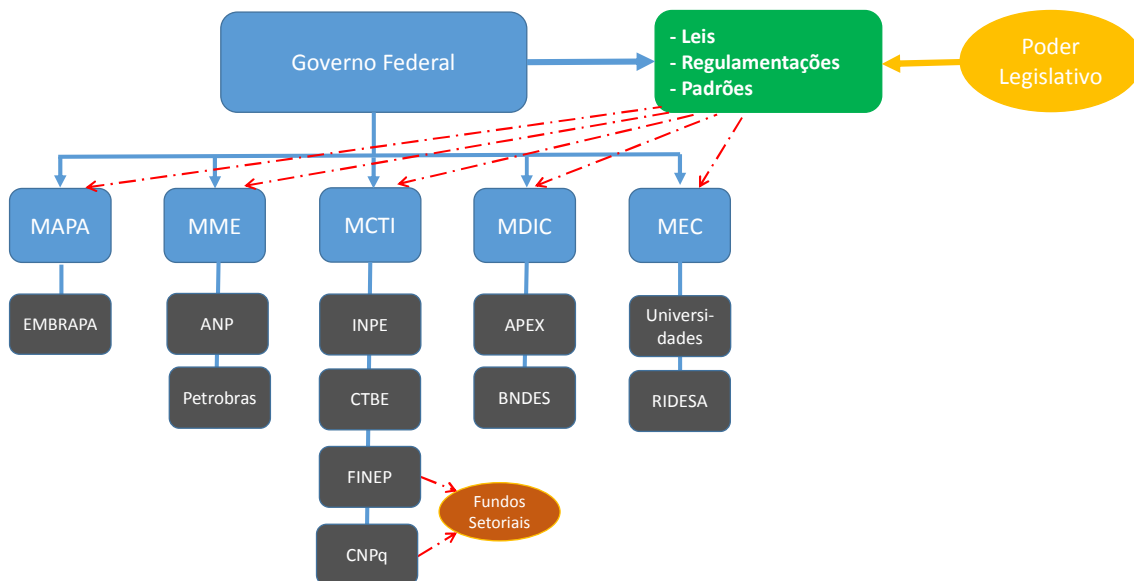 Governo Federal
- Leis
- Regulamentações
- Padrões
Poder
Legislativo
MAPA
MME
MCTI
MDIC
MEC
EMBRAPA
ANP
INPE
APEX
Universi-
dades
Petrobras
CTBE
BNDES
RIDESA
FINEP
Fundos
Setoriais
CNPq